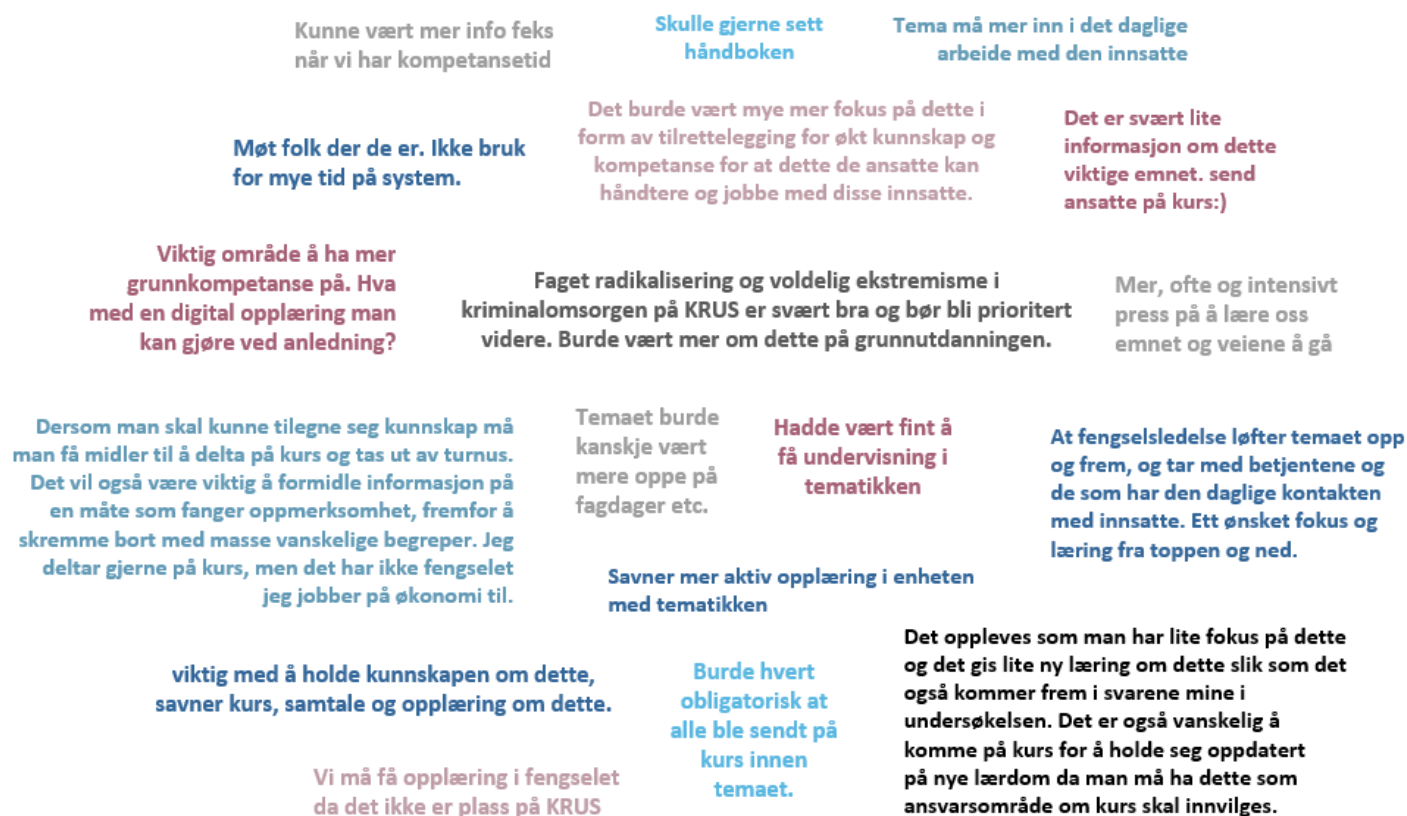 Kunne vært mer info feks
når vi har kompetansetid
Skulle gjerne sett
håndboken
Tema må mer inn i det daglige
arbeide med den innsatte
Møt folk der de er. Ikke bruk
for mye tid på system.
Det burde vært mye mer fokus på dette i
form av tilrettelegging for økt kunnskap og
kompetanse for at dette de ansatte kan
håndtere og jobbe med disse innsatte.
Det er svært lite
informasjon om dette
viktige emnet. send
ansatte på kurs:)
Viktig område å ha mer
grunnkompetanse på. Hva
med en digital opplæring man
kan gjøre ved anledning?
Faget radikalisering og voldelig ekstremisme i
kriminalomsorgen på KRUS er svært bra og bør bli prioritert
videre. Burde vært mer om dette på grunnutdanningen.
Mer, ofte og intensivt
press på å lære oss
emnet og veiene å gå
Dersom man skal kunne tilegne seg kunnskap må
man få midler til å delta på kurs og tas ut av turnus.
Det vil også være viktig å formidle informasjon på
en måte som fanger oppmerksomhet, fremfor å
skremme bort med masse vanskelige begreper. Jeg
deltar gjerne på kurs, men det har ikke fengselet
jeg jobber på økonomi til.
Temaet burde
kanskje vært
mere oppe på
fagdager etc.
Hadde vært fint å
få undervisning i
tematikken
At fengselsledelse løfter temaet opp
og frem, og tar med betjentene og
de som har den daglige kontakten
med innsatte. Ett ønsket fokus og
læring fra toppen og ned.
Savner mer aktiv opplæring i enheten
med tematikken
viktig med å holde kunnskapen om dette,
savner kurs, samtale og opplæring om dette.
Burde hvert
obligatorisk at
alle ble sendt på
kurs innen
temaet.
Det oppleves som man har lite fokus på dette
og det gis lite ny læring om dette slik som det
også kommer frem i svarene mine i
undersøkelsen. Det er også vanskelig å
komme på kurs for å holde seg oppdatert
på nye lærdom da man må ha dette som
ansvarsområde om kurs skal innvilges.
Vi må få opplæring i fengselet
da det ikke er plass på KRUS